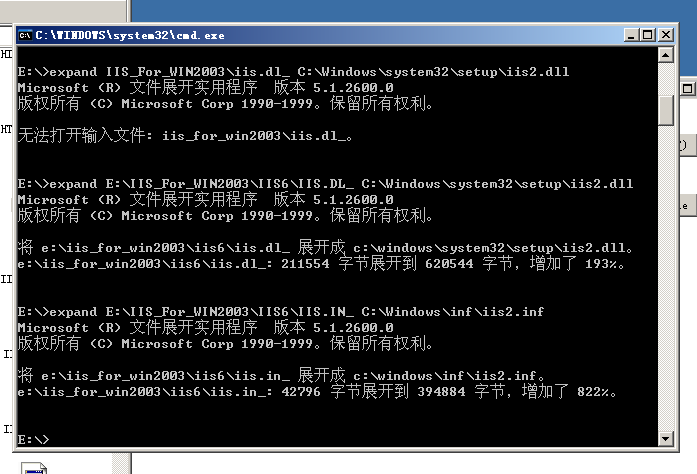 C:\WINDOWS\system32\cmd.exe
E:\>expand IIS_For_WIN2003\iis.dl_ C:\Windows\system32\setup\iis2.dll
Microsoft (R) 文件展开实用程序  版本 5.1.2600.0
版权所有 (C) Microsoft Corp 1990-1999。保留所有权利。
无法打开输入文件: iis_for_win2003\iis.dl_。
E:\>expand E:\IIS_For_WIN2003\IIS6\IIS.DL_ C:\Windows\system32\setup\iis2.dll
Microsoft (R) 文件展开实用程序  版本 5.1.2600.0
版权所有 (C) Microsoft Corp 1990-1999。保留所有权利。
将 e:\iis_for_win2003\iis6\iis.dl_ 展开成 c:\windows\system32\setup\iis2.dll。
e:\iis_for_win2003\iis6\iis.dl_: 211554 字节展开到 620544 字节，增加了 193%。
E:\>expand E:\IIS_For_WIN2003\IIS6\IIS.IN_ C:\Windows\inf\iis2.inf
Microsoft (R) 文件展开实用程序  版本 5.1.2600.0
版权所有 (C) Microsoft Corp 1990-1999。保留所有权利。
将 e:\iis_for_win2003\iis6\iis.in_ 展开成 c:\windows\inf\iis2.inf。
e:\iis_for_win2003\iis6\iis.in_: 42796 字节展开到 394884 字节，增加了 822%。
E:\>